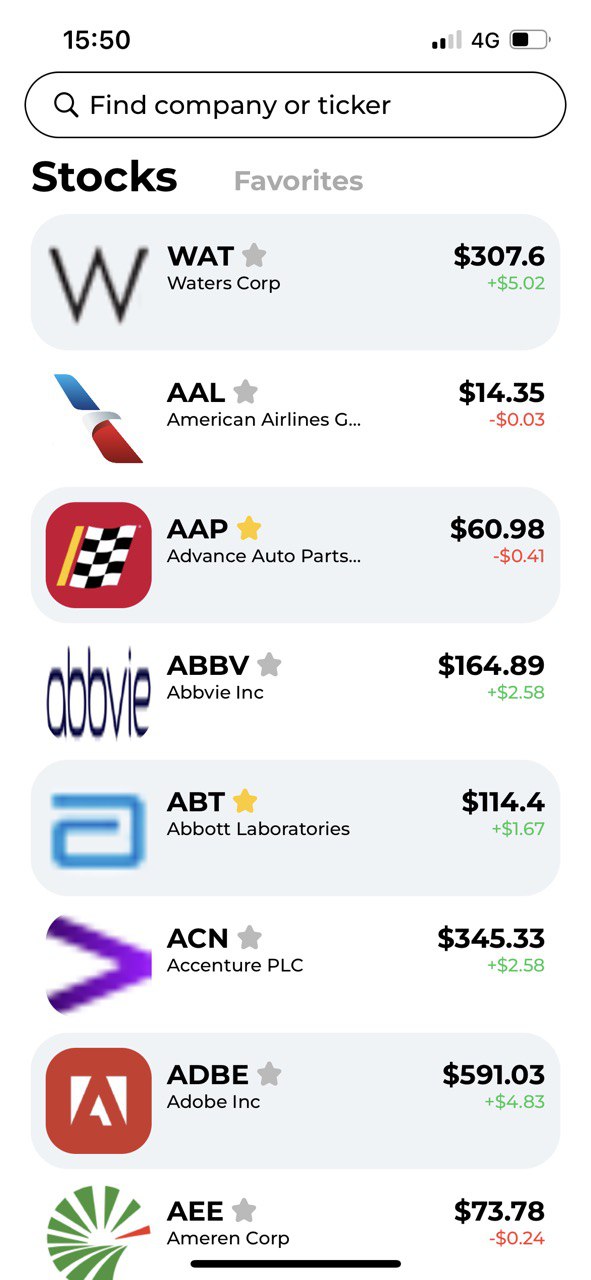 15:50 4G
Find company or ticker
Stocks Favorites
WAT $307.6
Waters Corp +$5.02
AAL $14.35
American Airlines G... -$0.03
AAP $60.98
Advance Auto Parts... -$0.41
abbvie
ABBV $164.89
Abbvie Inc +$2.58
ABT $114.4
Abbott Laboratories +$1.67
ACN $345.33
Accenture PLC +$2.58
ADBE $591.03
Adobe Inc +$4.83
AEE $73.78
Ameren Corp -$0.24